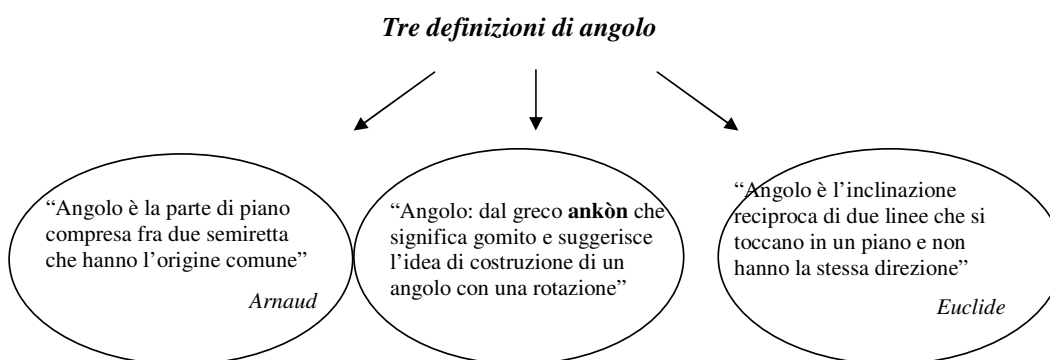 Tre definizioni di angolo
“Angolo è la parte di piano
compresa fra due semiretta
che hanno l’origine comune”
Arnaud
“Angolo: dal greco ankòn che
significa gomito e suggerisce
l’idea di costruzione di un
angolo con una rotazione”
“Angolo è l’inclinazione
reciproca di due linee che si
toccano in un piano e non
hanno la stessa direzione”
Euclide